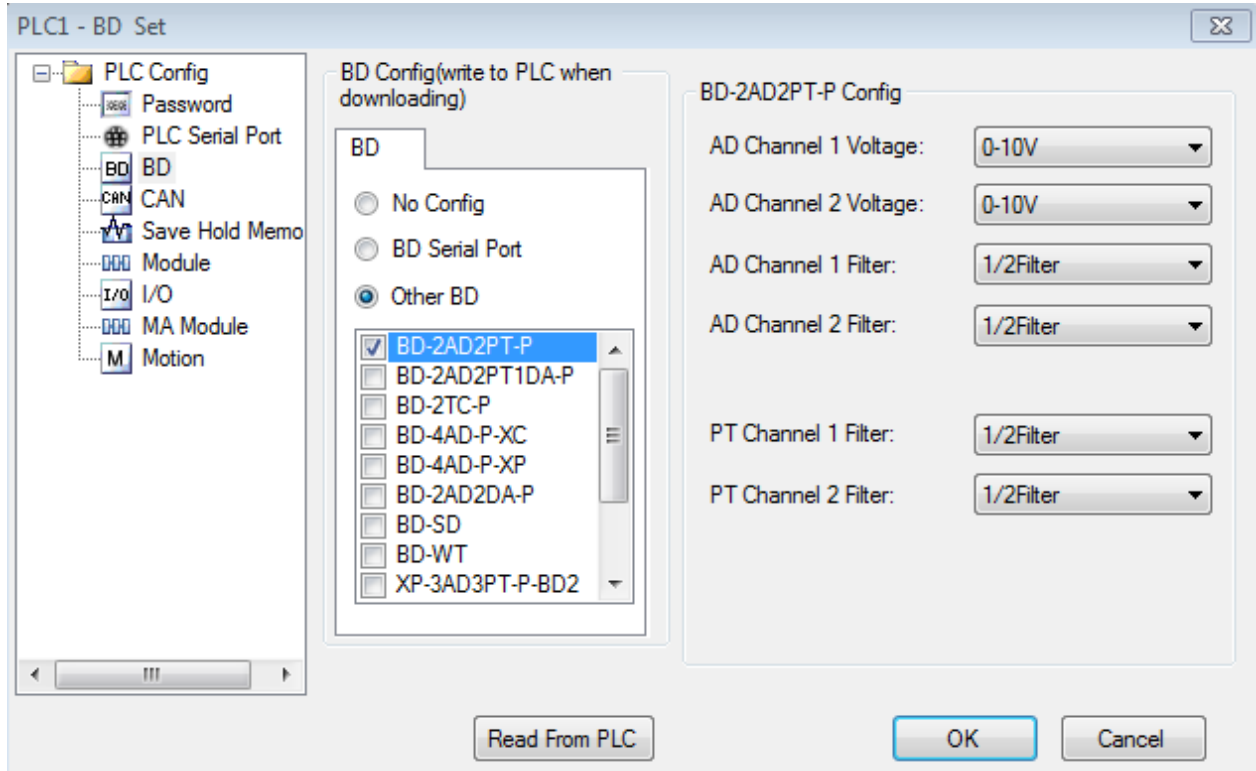 PLC1 - BD Set
PLC Config
Password
PLC Serial Port
BD BD
CAN CAN
Save Hold Memo
Module
I/O I/O
MA Module
M Motion
BD Config(write to PLC when
downloading)
BD
No Config
BD Serial Port
Other BD
BD-2AD2PT-P
BD-2AD2PT1DA-P
BD-2TC-P
BD-4AD-P-XC
BD-4AD-P-XP
BD-2AD2DA-P
BD-SD
BD-WT
XP-3AD3PT-P-BD2
BD-2AD2PT-P Config
AD Channel 1 Voltage: 0-10V
AD Channel 2 Voltage: 0-10V
AD Channel 1 Filter: 1/2Filter
AD Channel 2 Filter: 1/2Filter
PT Channel 1 Filter: 1/2Filter
PT Channel 2 Filter: 1/2Filter
Read From PLC
OK
Cancel